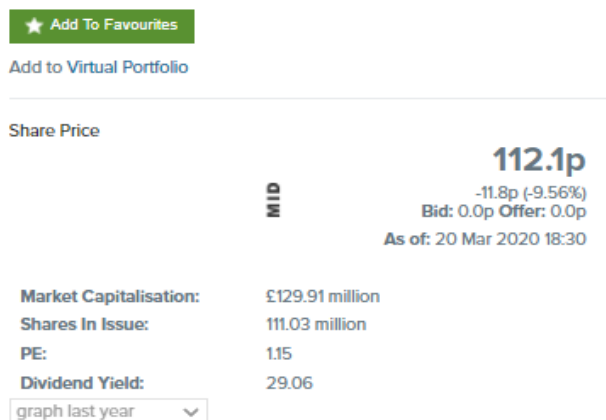 Add To Favourites
Add to Virtual Portfolio
Share Price
112.1p
MID
-11.8p (-9.56%)
Bid: 0.0p Offer: 0.0p
As of: 20 Mar 2020 18:30
Market Capitalisation: £129.91 million
Shares In Issue: 111.03 million
PE: 1.15
Dividend Yield: 29.06
graph last year